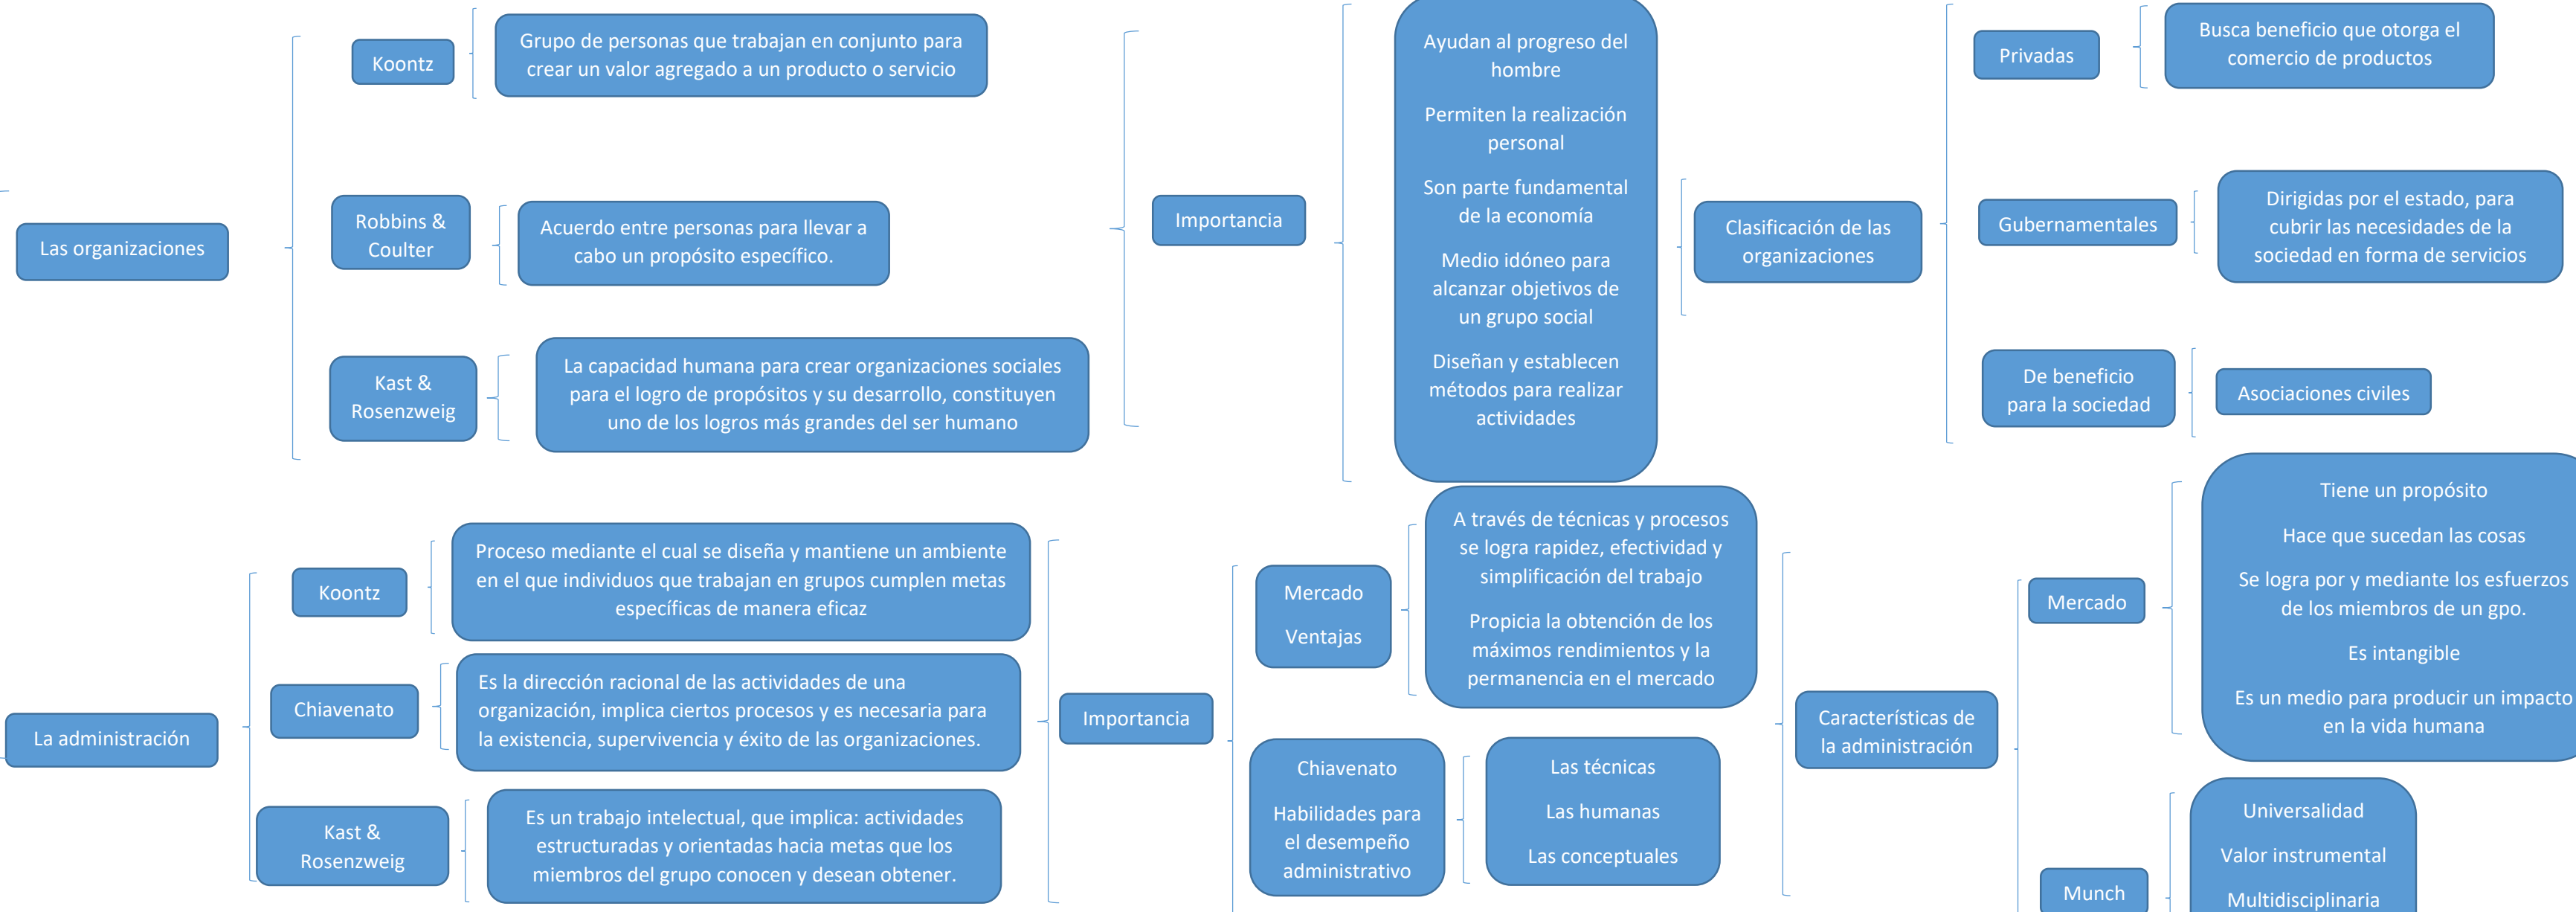 Las organizaciones
Koontz
Grupo de personas que trabajan en conjunto para
crear un valor agregado a un producto o servicio
Robbins &
Coulter
Acuerdo entre personas para llevar a
cabo un propósito específico.
Kast &
Rosenzweig
La capacidad humana para crear organizaciones sociales
para el logro de propósitos y su desarrollo, constituyen
uno de los logros más grandes del ser humano
Importancia
Ayudan al progreso del
hombre
Permiten la realización
personal
Son parte fundamental
de la economía
Medio idóneo para
alcanzar objetivos de
un grupo social
Diseñan y establecen
métodos para realizar
actividades
Clasificación de las
organizaciones
Privadas
Busca beneficio que otorga el
comercio de productos
Gubernamentales
Dirigidas por el estado, para
cubrir las necesidades de la
sociedad en forma de servicios
De beneficio
para la sociedad
Asociaciones civiles
La administración
Koontz
Proceso mediante el cual se diseña y mantiene un ambiente
en el que individuos que trabajan en grupos cumplen metas
específicas de manera eficaz
Chiavenato
Es la dirección racional de las actividades de una
organización, implica ciertos procesos y es necesaria para
la existencia, supervivencia y éxito de las organizaciones.
Kast &
Rosenzweig
Es un trabajo intelectual, que implica: actividades
estructuradas y orientadas hacia metas que los
miembros del grupo conocen y desean obtener.
Importancia
Mercado
Ventajas
A través de técnicas y procesos
se logra rapidez, efectividad y
simplificación del trabajo
Propicia la obtención de los
máximos rendimientos y la
permanencia en el mercado
Chiavenato
Habilidades para
el desempeño
administrativo
Las técnicas
Las humanas
Las conceptuales
Características de
la administración
Mercado
Tiene un propósito
Hace que sucedan las cosas
Se logra por y mediante los esfuerzos
de los miembros de un gpo.
Es intangible
Es un medio para producir un impacto
en la vida humana
Munch
Universalidad
Valor instrumental
Multidisciplinaria